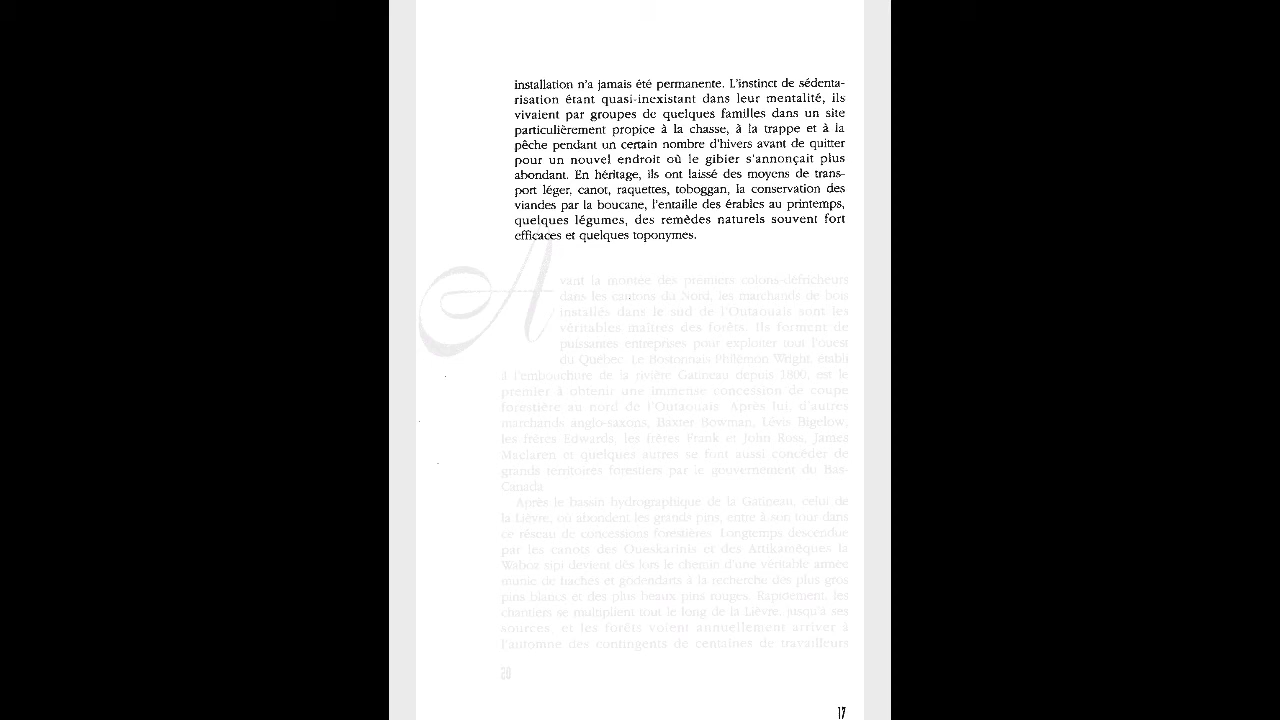 installation n'a jamais été permanente. L'instinct de sédenta-
risation étant quasi-inexistant dans leur mentalité, ils
vivaient par groupes de quelques familles dans un site
particulièrement propice à la chasse, à la trappe et à la
pêche pendant un certain nombre d'hivers avant de quitter
pour un nouvel endroit où le gibier s'annonçait plus
abondant. En héritage, ils ont laissé des moyens de trans-
port léger, canot, raquettes, toboggan, la conservation des
viandes par la boucane, l'entaille des érables au printemps,
quelques légumes, des remèdes naturels souvent fort
efficaces et quelques toponymes.
Avant la montée des premiers colons-défricheurs
dans les cantons du Nord, les marchands de bois
installés dans le sud de l'Outaouais sont les
véritables maîtres des forêts. Ils forment de
puissantes entreprises pour exploiter tout l'ouest
du Québec. Le Bostonnais Philemon Wright, établi
à l'embouchure de la rivière Gatineau depuis 1800, est le
premier à obtenir une immense concession de coupe
forestière au nord de l'Outaouais. Après lui, d'autres
marchands anglo-saxons, Baxter Bowman, Lévis Bigelow,
les frères Edwards, les frères Frank et John Ross, James
Maclaren et quelques autres se font aussi concéder de
grands territoires forestiers par le gouvernement du Bas-
Canada.
Après le bassin hydrographique de la Gatineau, celui de
la Lièvre, où abondent les grands pins, entre à son tour dans
ce réseau de concessions forestières. Longtemps descendue
par les canots des Oueskarinis et des Attikamèques la
Waboz sipi devient dès lors le chemin d'une véritable armée
munie de haches et godendarts à la recherche des plus gros
pins blancs et des plus beaux pins rouges. Rapidement, les
chantiers se multiplient tout le long de la Lièvre, jusqu'à ses
sources, et les forêts voient annuellement arriver à
l'automne des contingents de centaines de travailleurs
17